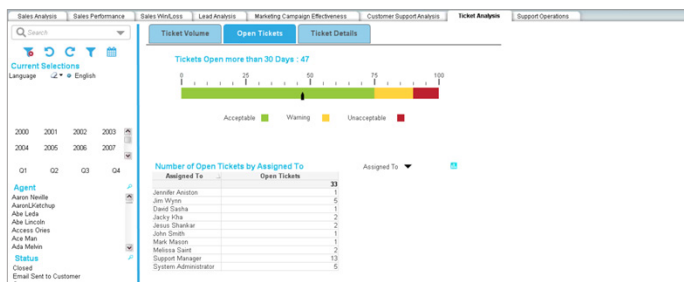 Sales Analysis Sales Performance Sales Win/Loss Lead Analysis Marketing Campaign Effectiveness Customer Support Analysis Ticket Analysis Support Operations
Search
Ticket Volume Open Tickets Ticket Details
Current Selections
Language English
2000 2001 2002 2003
2004 2005 2006 2007
Q1 Q2 Q3 Q4
Agent
Aaron Neville
AaronLKetchup
Abe Leda
Abe Lincoln
Access Ories
Ace Man
Ada Melvin
Status
Closed
Email Sent to Customer
Tickets Open more than 30 Days : 47
0 25 50 75 100
Acceptable Warning Unacceptable
Number of Open Tickets by Assigned To Assigned To
Assigned To Open Tickets
33
Jennifer Aniston 1
Jim Wynn 5
David Sasha 1
Jacky Kha 2
Jesus Shankar 2
John Smith 1
Mark Mason 1
Melissa Saint 2
Support Manager 13
System Administrator 5